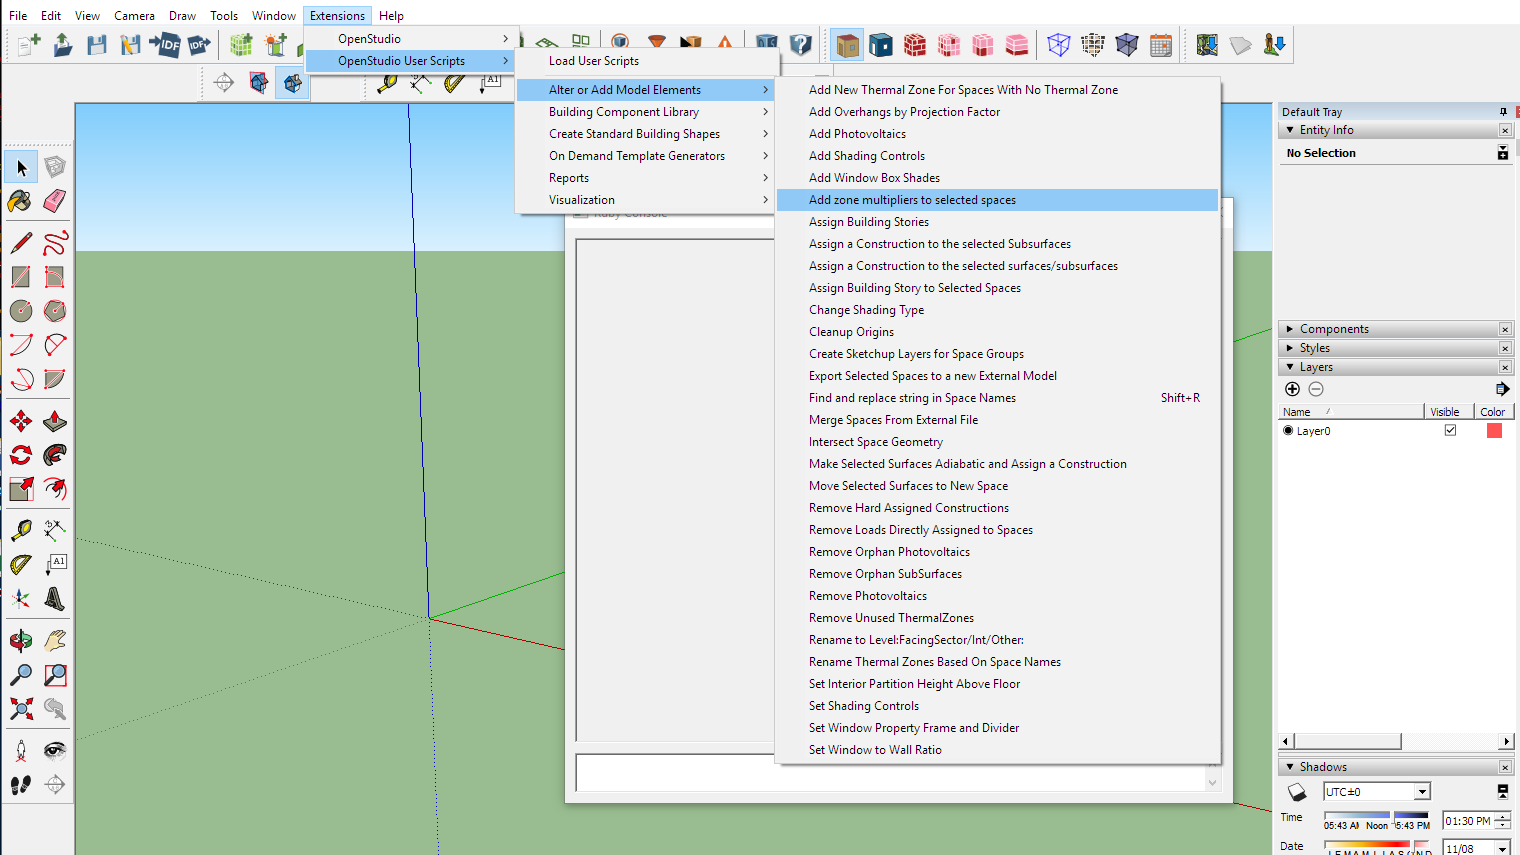 File Edit View Camera Draw Tools Window Extensions Help
IDF IDF
OpenStudio
OpenStudio User Scripts
Load User Scripts
Alter or Add Model Elements
Building Component Library
Create Standard Building Shapes
On Demand Template Generators
Reports
Visualization
Add New Thermal Zone For Spaces With No Thermal Zone
Add Overhangs by Projection Factor
Add Photovoltaics
Add Shading Controls
Add Window Box Shades
Add zone multipliers to selected spaces
Assign Building Stories
Assign a Construction to the selected Subsurfaces
Assign a Construction to the selected surfaces/subsurfaces
Assign Building Story to Selected Spaces
Change Shading Type
Cleanup Origins
Create Sketchup Layers for Space Groups
Export Selected Spaces to a new External Model
Find and replace string in Space Names Shift+R
Merge Spaces From External File
Intersect Space Geometry
Make Selected Surfaces Adiabatic and Assign a Construction
Move Selected Surfaces to New Space
Remove Hard Assigned Constructions
Remove Loads Directly Assigned to Spaces
Remove Orphan Photovoltaics
Remove Orphan SubSurfaces
Remove Photovoltaics
Remove Unused ThermalZones
Rename to Level:FacingSector/Int/Other:
Rename Thermal Zones Based On Space Names
Set Interior Partition Height Above Floor
Set Shading Controls
Set Window Property Frame and Divider
Set Window to Wall Ratio
Ruby Console
A1
A1
Default Tray
Entity Info
No Selection
Components
Styles
Layers
Name Visible Color
Layer0
Shadows
UTC±0
Time
Noon
01:30 PM
Date
11/08